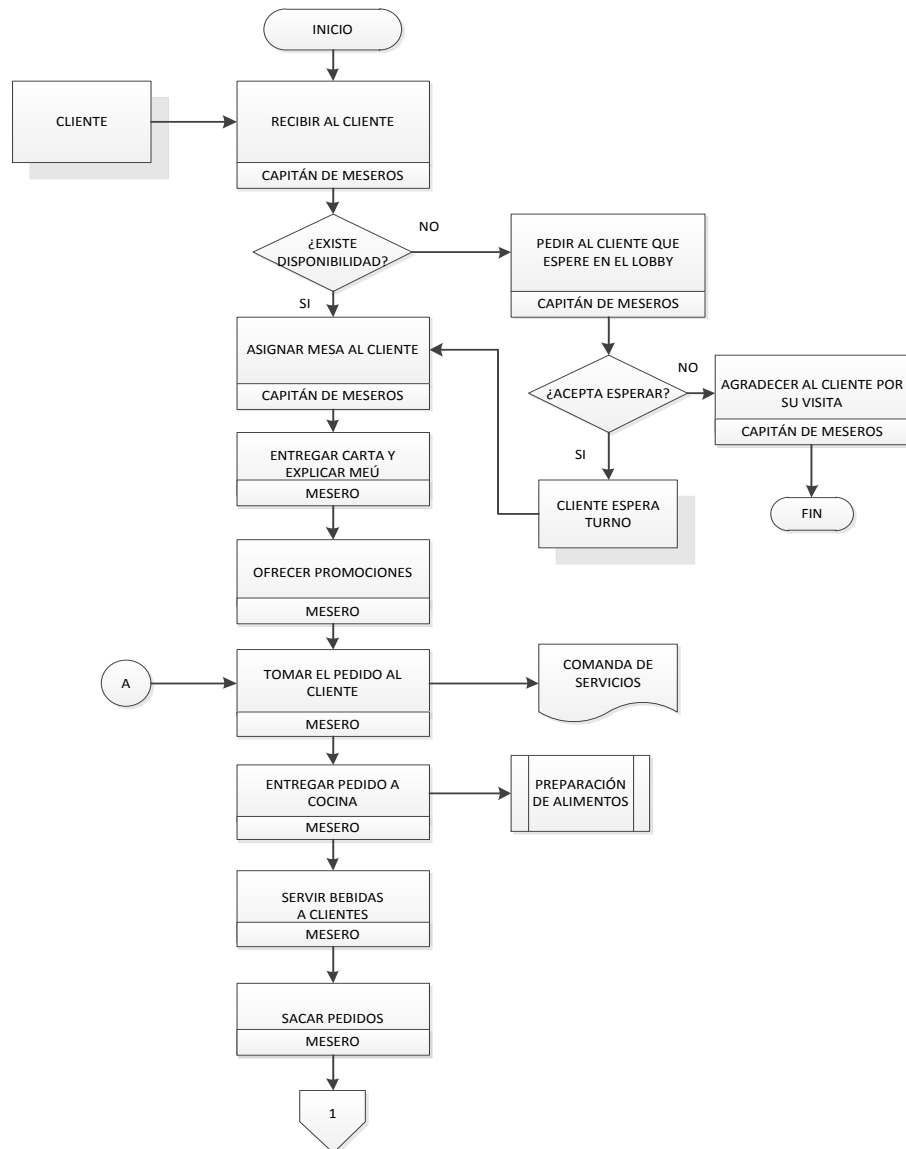 INICIO
CLIENTE
RECIBIR AL CLIENTE
CAPITÁN DE MESEROS
¿EXISTE
DISPONIBILIDAD?
NO
PEDIR AL CLIENTE QUE
ESPERE EN EL LOBBY
CAPITÁN DE MESEROS
SI
ASIGNAR MESA AL CLIENTE
CAPITÁN DE MESEROS
¿ACEPTA ESPERAR?
NO
AGRADECER AL CLIENTE POR
SU VISITA
CAPITÁN DE MESEROS
FIN
SI
CLIENTE ESPERA
TURNO
ENTREGAR CARTA Y
EXPLICAR MEÚ
MESERO
OFRECER PROMOCIONES
MESERO
A
TOMAR EL PEDIDO AL
CLIENTE
MESERO
COMANDA DE
SERVICIOS
ENTREGAR PEDIDO A
COCINA
MESERO
PREPARACIÓN
DE ALIMENTOS
SERVIR BEBIDAS
A CLIENTES
MESERO
SACAR PEDIDOS
MESERO
1